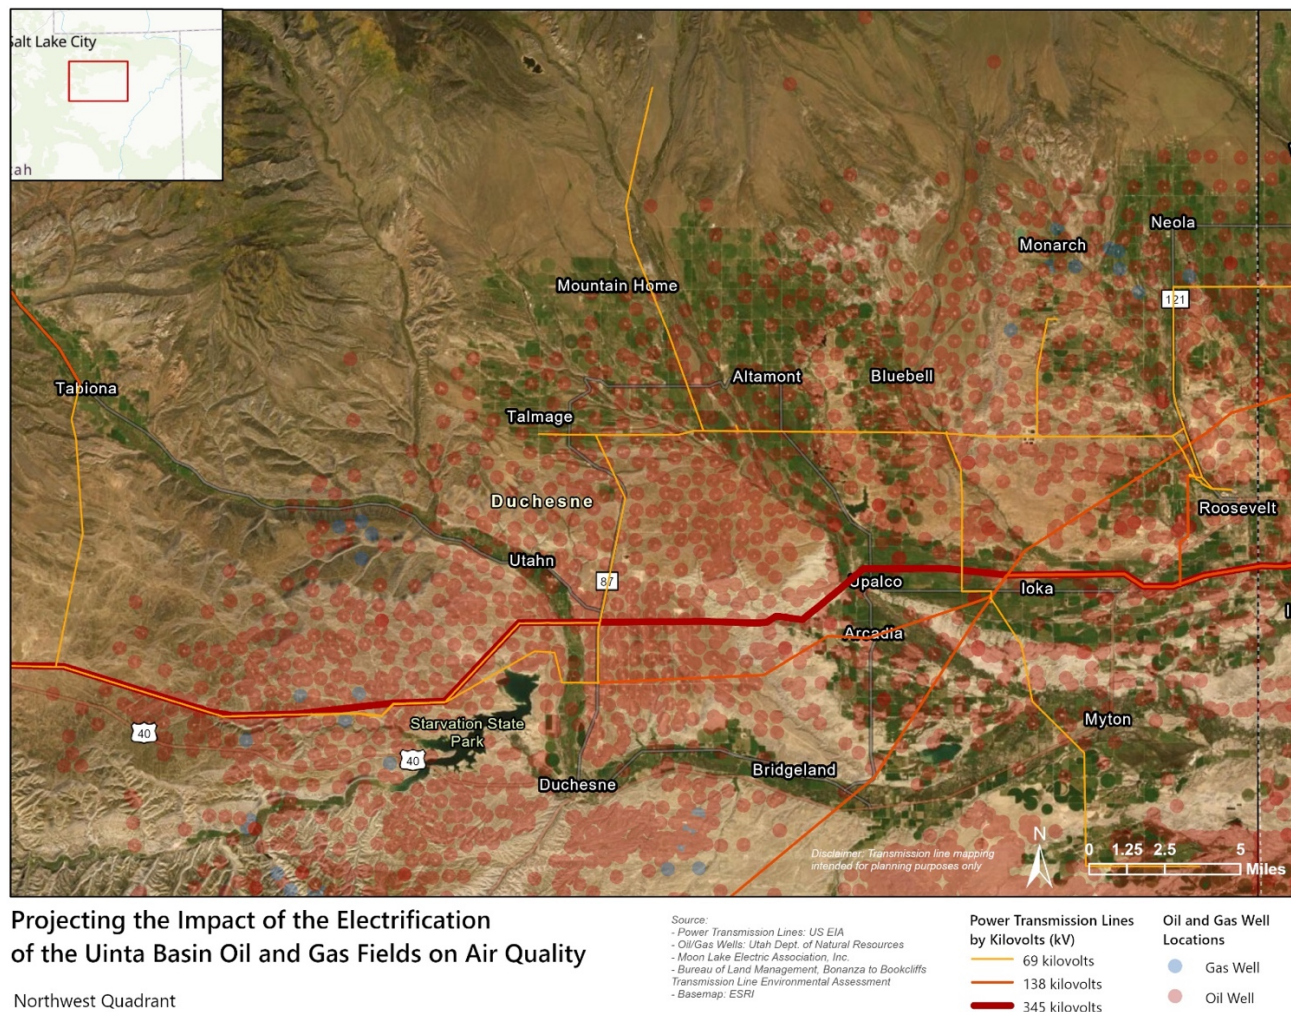 Salt Lake City
ah
Neola
Monarch
Mountain Home
121
Tabiona
Altamont
Bluebell
Talmage
Duchesne
Roosevelt
Utahn
87
Upalco
Ioka
Arcadia
Starvation State
Park
40
40
Myton
Duchesne
Bridgeland
N
Disclaimer: Transmission line mapping
intended for planning purposes only
0 1.25 2.5 5
Miles
Projecting the Impact of the Electrification
of the Uinta Basin Oil and Gas Fields on Air Quality
Northwest Quadrant
Source:
- Power Transmission Lines: US EIA
- Oil/Gas Wells: Utah Dept. of Natural Resources
- Moon Lake Electric Association, Inc.
- Bureau of Land Management, Bonanza to Bookcliffs
Transmission Line Environmental Assessment
- Basemap: ESRI
Power Transmission Lines
by Kilovolts (kV)
69 kilovolts
138 kilovolts
345 kilovolts
Oil and Gas Well
Locations
Gas Well
Oil Well